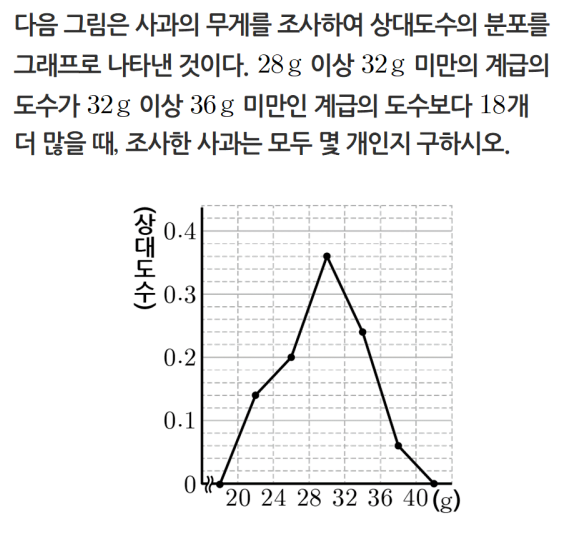 다음 그림은 사과의 무게를 조사하여 상대도수의 분포를
그래프로 나타낸 것이다. 28g 이상 32g 미만의 계급의
도수가 32g 이상 36g 미만인 계급의 도수보다 18개
더 많을 때, 조사한 사과는 모두 몇 개인지 구하시오.
(상대도수)
0.4
0.3
0.2
0.1
0
20 24 28 32 36 40 (g)